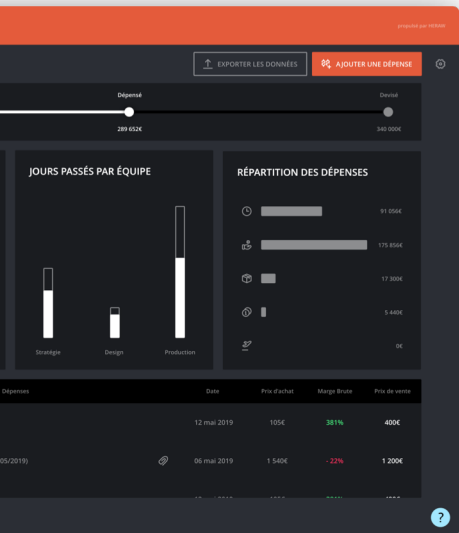 propulsé par HERAW
EXPORTER LES DONNÉES
AJOUTER UNE DÉPENSE
Dépensé
Devisé
289 652€
340 000€
JOURS PASSÉS PAR ÉQUIPE
RÉPARTITION DES DÉPENSES
91 056€
175 856€
17 300€
5 440€
0€
Stratégie
Design
Production
Dépenses
Date
Prix d'achat
Marge Brute
Prix de vente
12 mai 2019
105€
381%
400€
05/2019)
06 mai 2019
1 540€
- 22%
1 200€
?